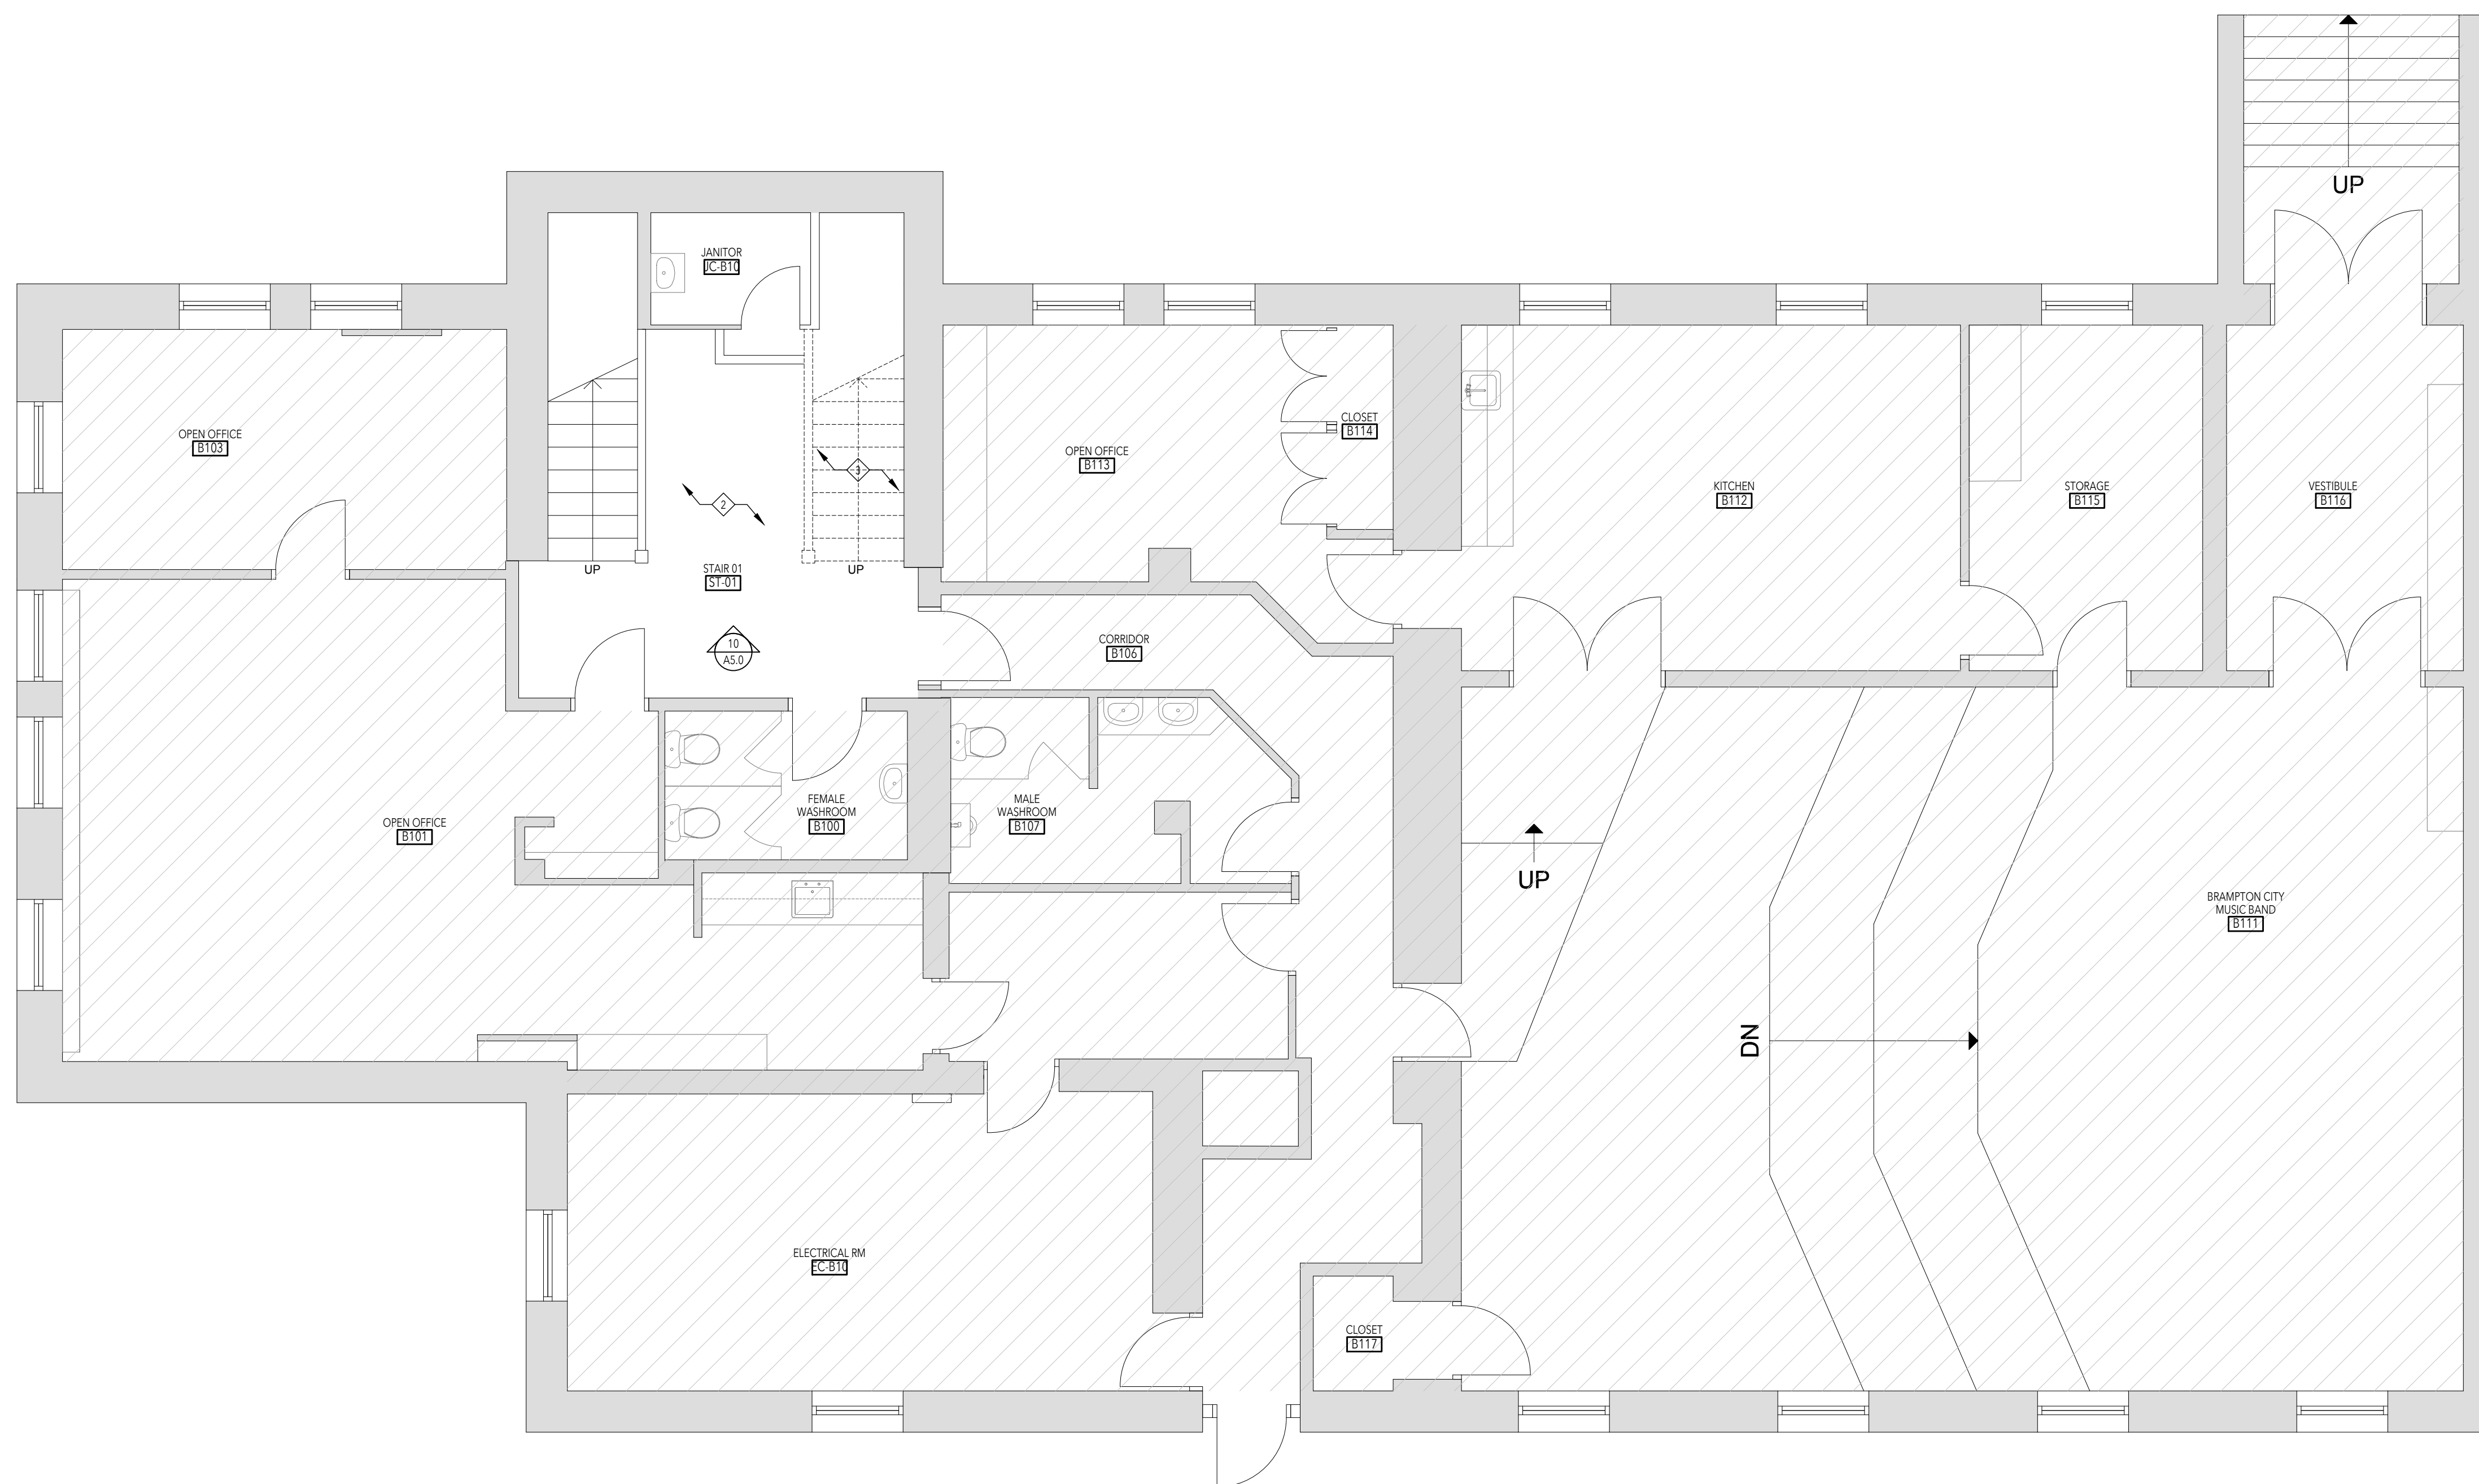 UP
JANITOR
JC-B10
OPEN OFFICE
B103
CLOSET
B114
OPEN OFFICE
B113
3
2
KITCHEN
B112
STORAGE
B115
VESTIBULE
B116
UP
STAIR 01
ST-01
UP
10
A5.0
CORRIDOR
B106
OPEN OFFICE
B101
FEMALE
WASHROOM
B100
MALE
WASHROOM
B107
UP
BRAMPTON CITY
MUSIC BAND
B111
DN
ELECTRICAL RM
EC-B10
CLOSET
B117